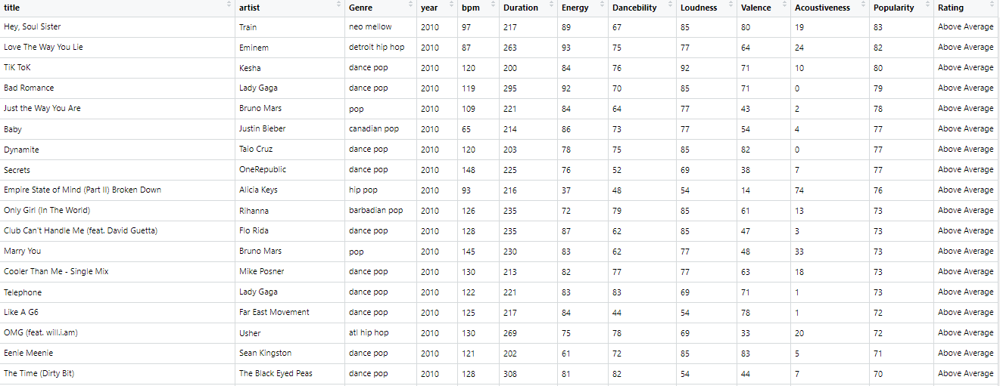 title artist Genre year bpm Duration Energy Dancebility Loudness Valence Acoustiveness Popularity Rating
Hey, Soul Sister Train neo mellow 2010 97 217 89 67 85 80 19 83 Above Average
Love The Way You Lie Eminem detroit hip hop 2010 87 263 93 75 77 64 24 82 Above Average
TiK ToK Kesha dance pop 2010 120 200 84 76 92 71 10 80 Above Average
Bad Romance Lady Gaga dance pop 2010 119 295 92 70 85 71 0 79 Above Average
Just the Way You Are Bruno Mars pop 2010 109 221 84 64 77 43 2 78 Above Average
Baby Justin Bieber canadian pop 2010 65 214 86 73 77 54 4 77 Above Average
Dynamite Taio Cruz dance pop 2010 120 203 78 75 85 82 0 77 Above Average
Secrets OneRepublic dance pop 2010 148 225 76 52 69 38 7 77 Above Average
Empire State of Mind (Part II) Broken Down Alicia Keys hip pop 2010 93 216 37 48 54 14 74 76 Above Average
Only Girl (In The World) Rihanna barbadian pop 2010 126 235 72 79 85 61 13 73 Above Average
Club Can't Handle Me (feat. David Guetta) Flo Rida dance pop 2010 128 235 87 62 85 47 3 73 Above Average
Marry You Bruno Mars pop 2010 145 230 83 62 77 48 33 73 Above Average
Cooler Than Me - Single Mix Mike Posner dance pop 2010 130 213 82 77 77 63 18 73 Above Average
Telephone Lady Gaga dance pop 2010 122 221 83 83 69 71 1 73 Above Average
Like A G6 Far East Movement dance pop 2010 125 217 84 44 54 78 1 72 Above Average
OMG (feat. will.i.am) Usher atl hip hop 2010 130 269 75 78 69 33 20 72 Above Average
Eenie Meenie Sean Kingston dance pop 2010 121 202 61 72 85 83 5 71 Above Average
The Time (Dirty Bit) The Black Eyed Peas dance pop 2010 128 308 81 82 54 44 7 70 Above Average